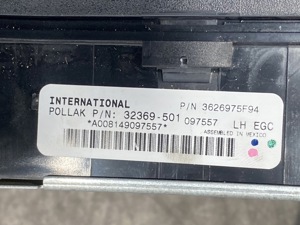 INTERNATIONAL P/N 3626975F94
POLLAK P/N: 32369-501 097557 LH EGC
*A008149097557* ASSEMBLED IN MEXICO